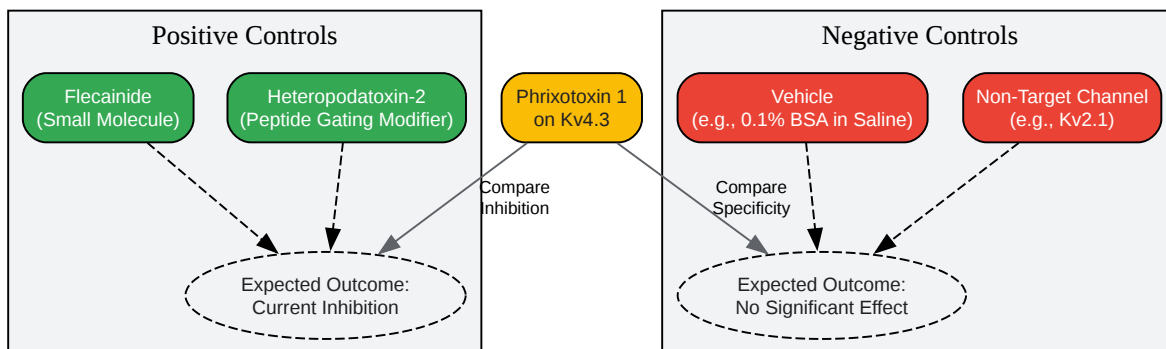 Positive Controls
Negative Controls
Flecainide
(Small Molecule)
Heteropodatoxin-2
(Peptide Gating Modifier)
Phrixotoxin 1
on Kv4.3
Vehicle
(e.g., 0.1% BSA in Saline)
Non-Target Channel
(e.g., Kv2.1)
Compare
Inhibition
Compare
Specificity
Expected Outcome:
Current Inhibition
Expected Outcome:
No Significant Effect